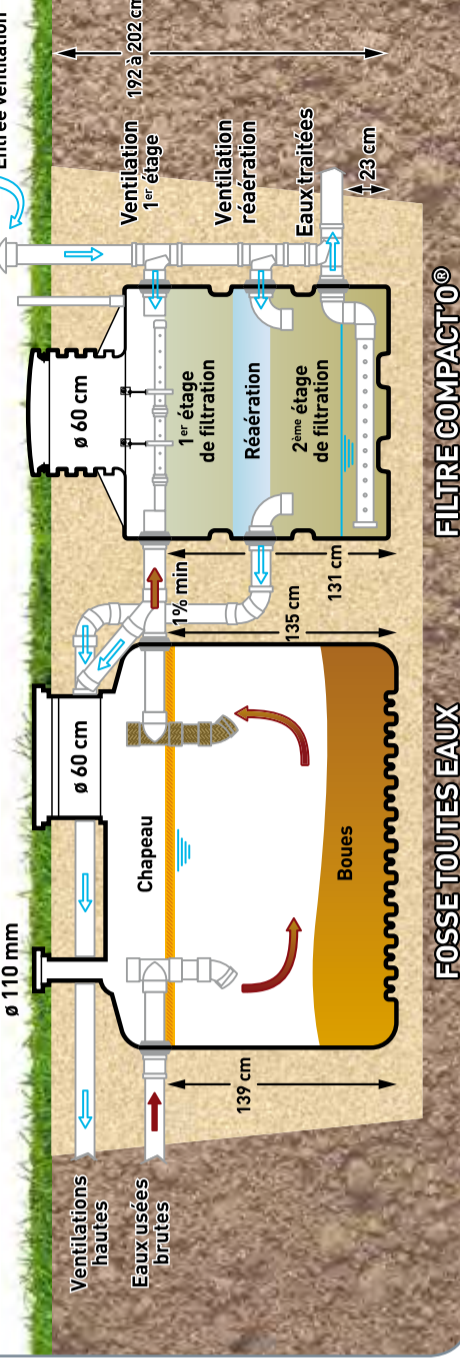 Entrée ventilation
192 à 202 cm
ø 110 mm
ø 60 cm
ø 60 cm
Ventilation
1er étage
Ventilation
réaération
Eaux traitées
23 cm
Ventilations
hautes
Eaux usées
brutes
Chapeau
Boues
139 cm
135 cm
1% min
131 cm
1er étage
de filtration
Réaération
2ème étage
de filtration
FOSSE TOUTES EAUX
FILTRE COMPACT'O®